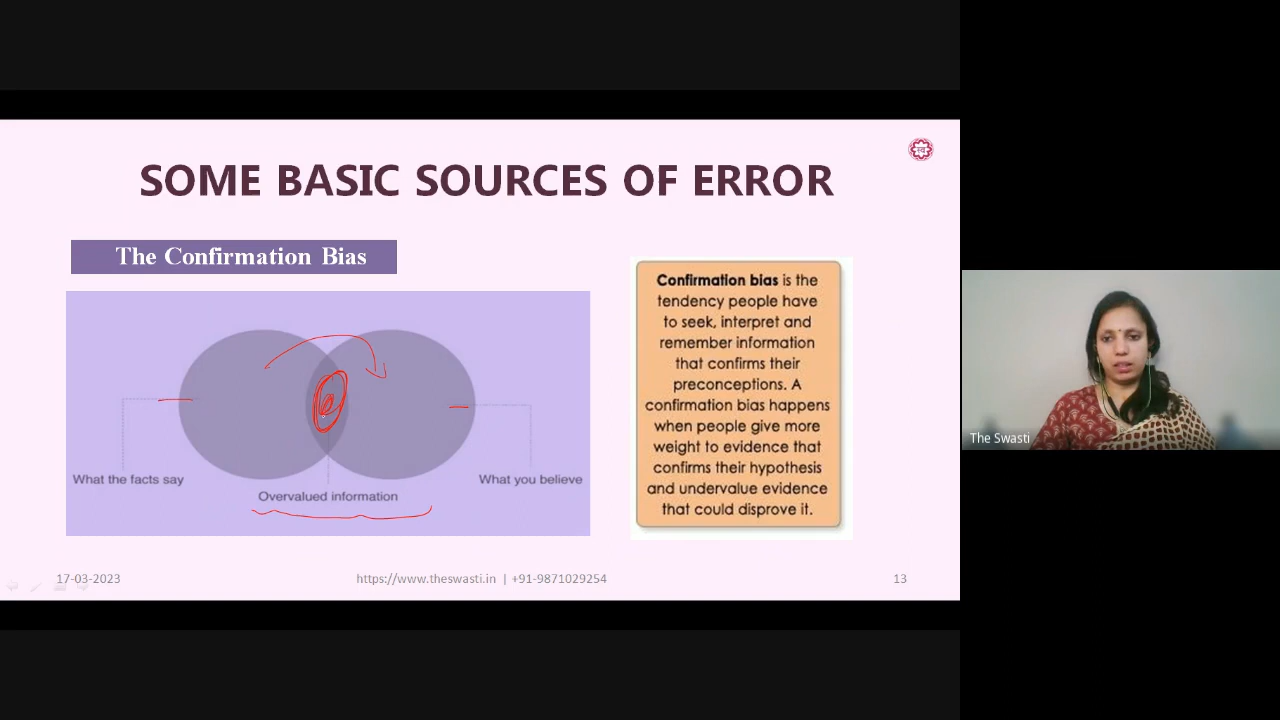 SOME BASIC SOURCES OF ERROR
The Confirmation Bias
What the facts say
Overvalued information
What you believe
Confirmation bias is the
tendency people have
to seek, interpret and
remember information
that confirms their
preconceptions. A
confirmation bias happens
when people give more
weight to evidence that
confirms their hypothesis
and undervalue evidence
that could disprove it.
The Swasti
17-03-2023
https://www.theswasti.in | +91-9871029254
13